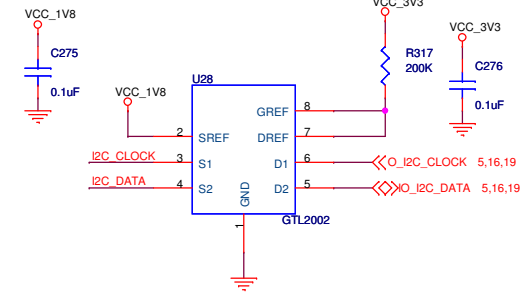 VCC_3V3
VCC_1V8
VCC_3V3
C275
0.1uF
R317
200K
C276
0.1uF
U28
VCC_1V8
GREF 8
2 SREF
DREF 7
I2C_CLOCK 3 S1
D1 6 O_I2C_CLOCK 5,16,19
I2C_DATA 4 S2
D2 5 IO_I2C_DATA 5,16,19
GND
1
GTL2002